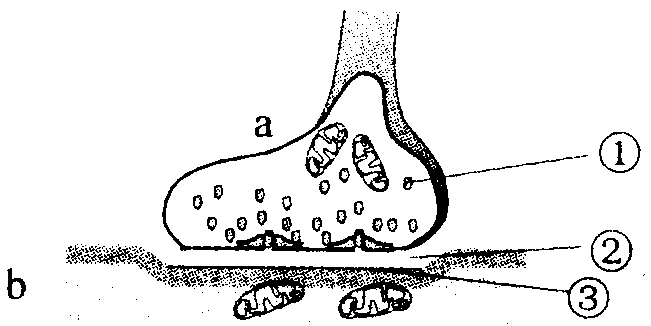 a
①
②
b
③